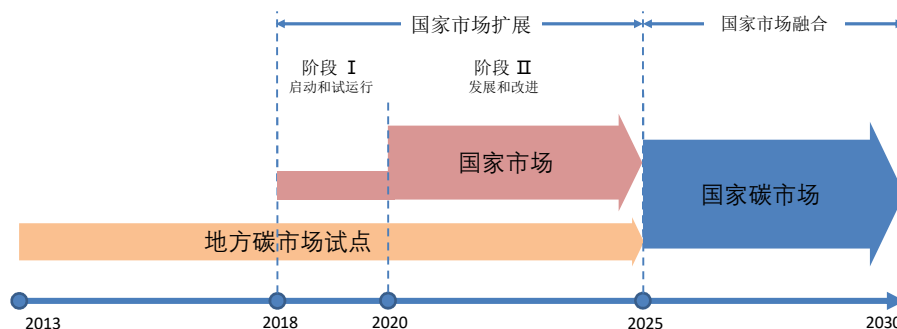 国家市场扩展
国家市场融合
阶段 Ⅰ
启动和试运行
阶段 Ⅱ
发展和改进
国家市场
国家碳市场
地方碳市场试点
2013
2018
2020
2025
2030